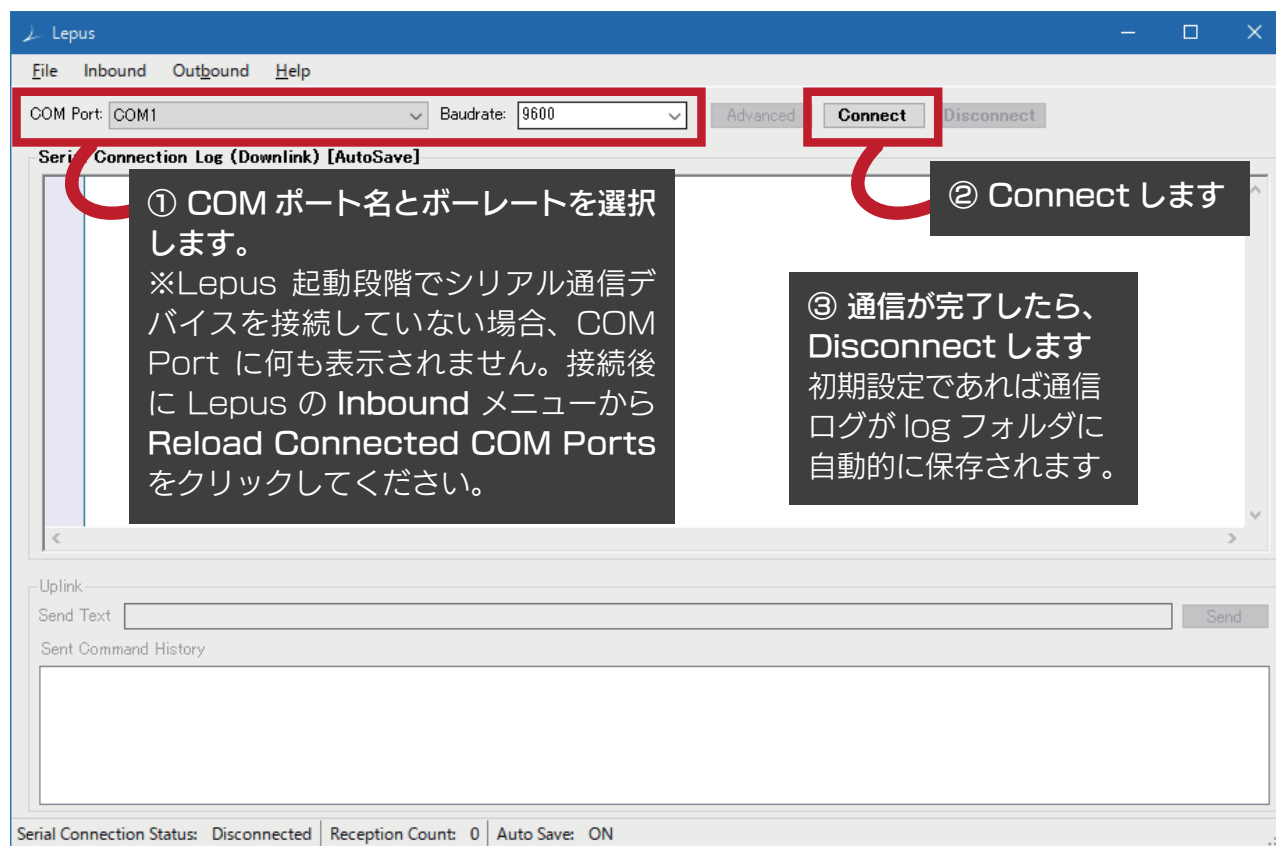 Lepus
File Inbound Outbound Help
COM Port: COM1 Baudrate: 9600 Advanced Connect Disconnect
Serial Connection Log (Downlink) [AutoSave]
① COM ポート名とボーレートを選択
します。
※Lepus 起動段階でシリアル通信デ
バイスを接続していない場合、COM
Port に何も表示されません。接続後
に Lepus の Inbound メニューから
Reload Connected COM Ports
をクリックしてください。
② Connect します
③ 通信が完了したら、
Disconnect します
初期設定であれば通信
ログが log フォルダに
自動的に保存されます。
Uplink
Send Text Send
Sent Command History
Serial Connection Status: Disconnected Reception Count: 0 Auto Save: ON